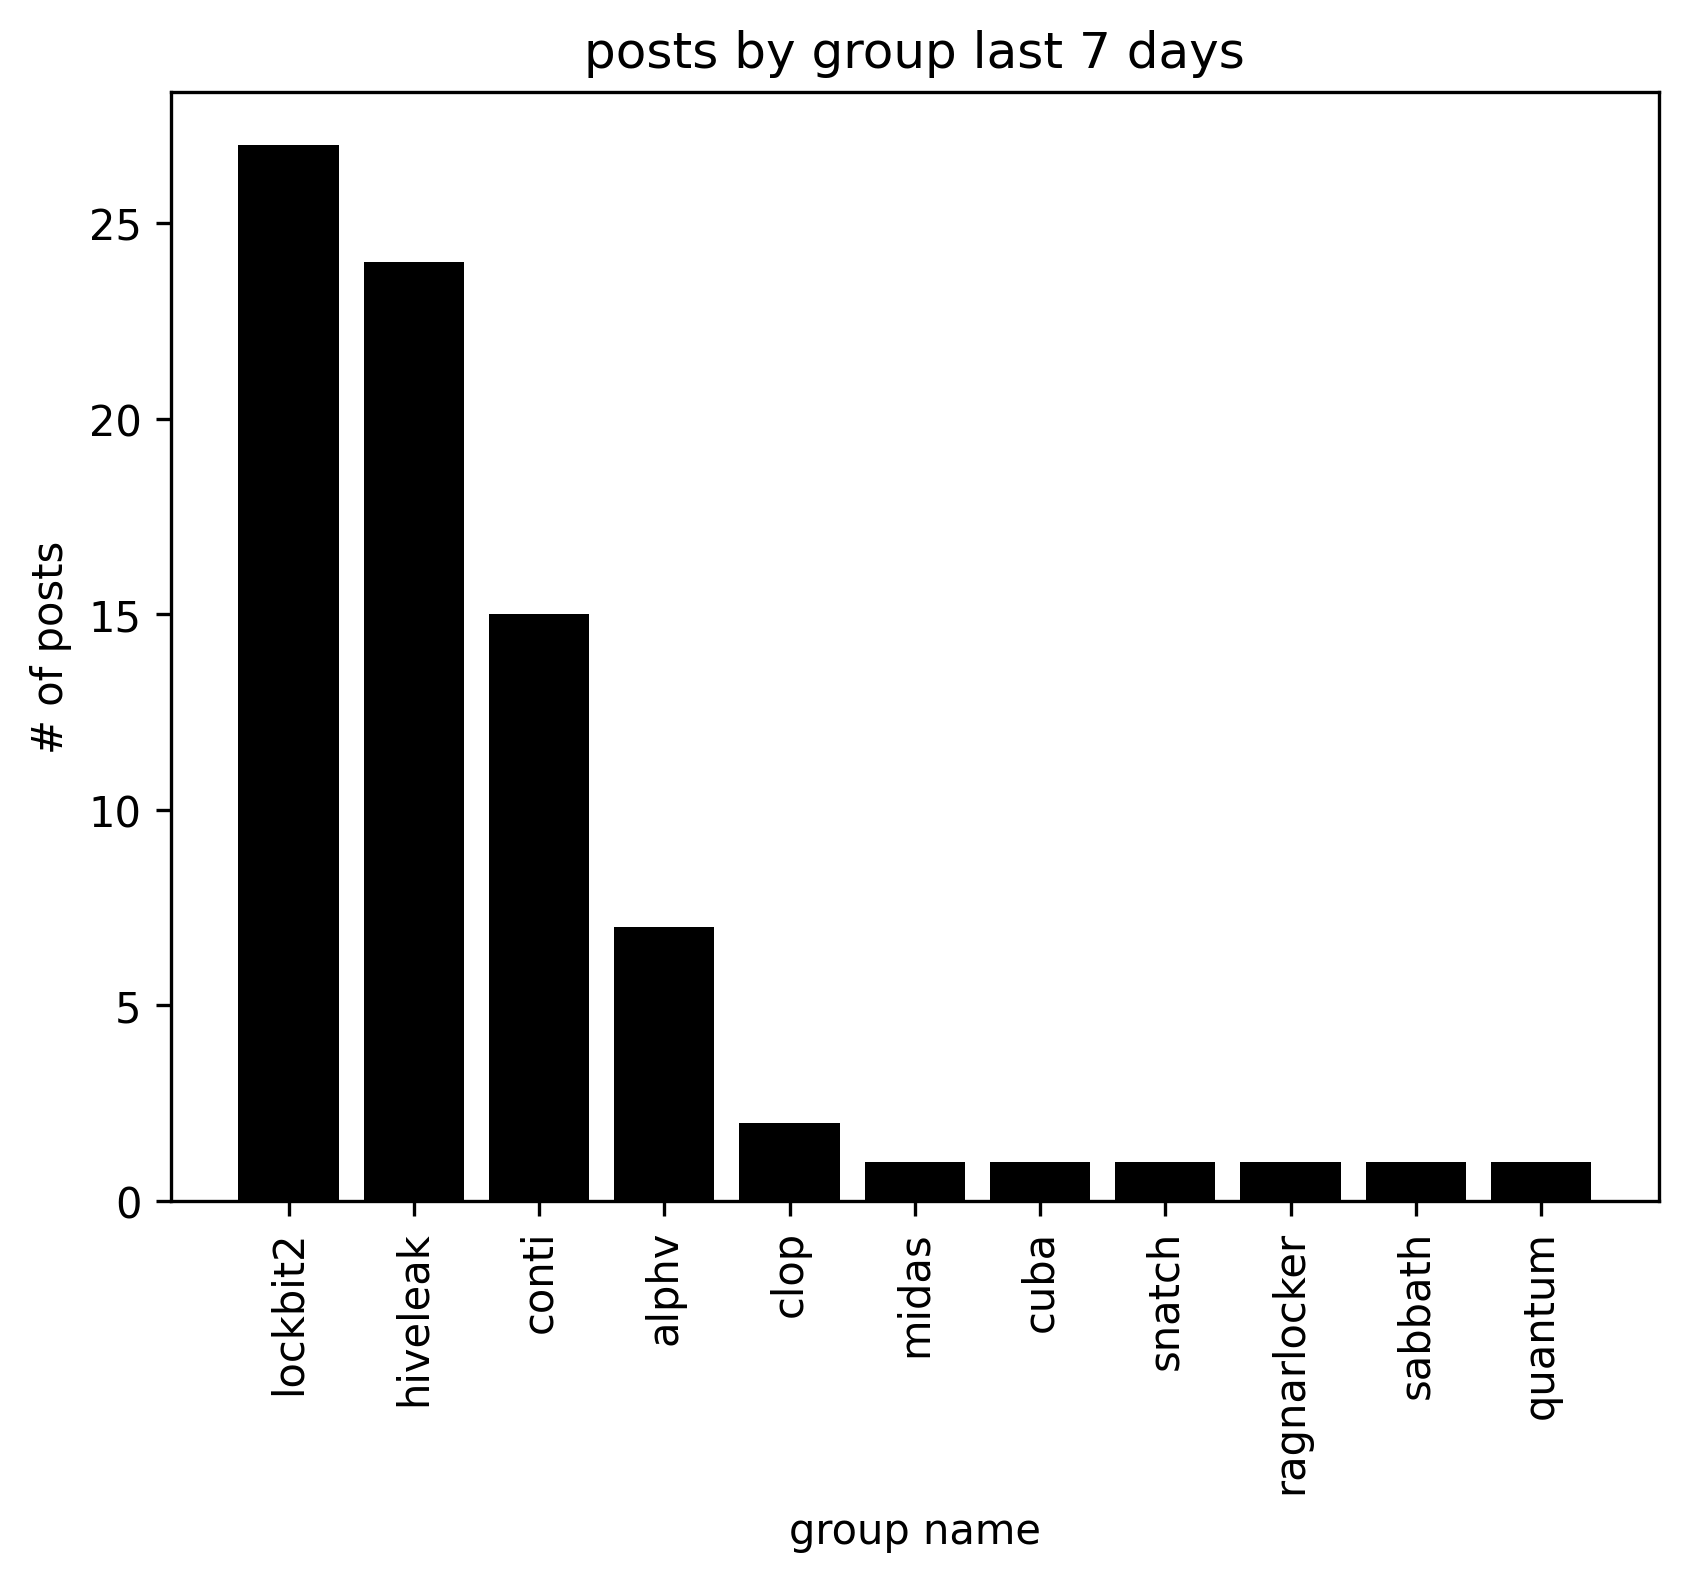 posts by group last 7 days
# of posts
25
20
15
10
5
0
lockbit2
hiveleak
conti
alphv
clop
midas
cuba
snatch
ragnarlocker
sabbath
quantum
group name